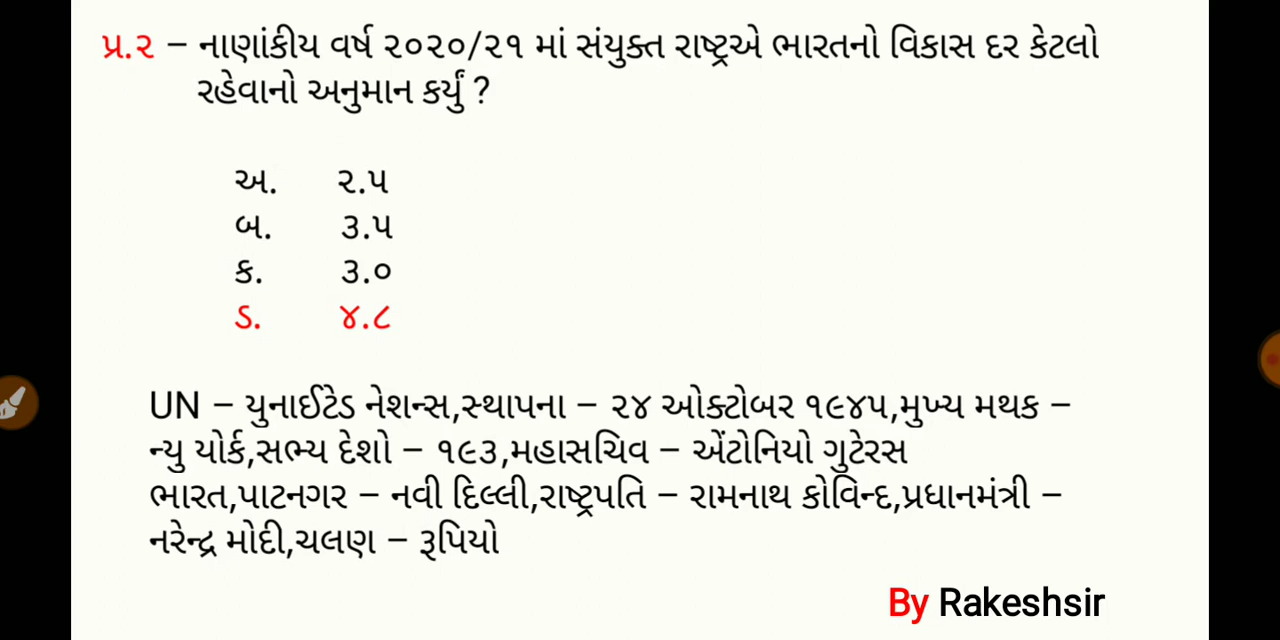 પ્ર.૨ – નાણાંકીય વર્ષ ૨૦૨૦/૨૧ માં સંયુક્ત રાષ્ટ્રએ ભારતનો વિકાસ દર કેટલો
રહેવાનો અનુમાન કર્યું ?
અ. ૨.૫
બ. ૩.૫
ક. ૩.૦
ડ. ૪.૮
UN – યુનાઈટેડ નેશન્સ,સ્થાપના – ૨૪ ઓક્ટોબર ૧૯૪૫,મુખ્ય મથક –
ન્યુ યોર્ક,સભ્ય દેશો – ૧૯૩,મહાસચિવ – એંટોનિયો ગુટેરસ
ભારત,પાટનગર – નવી દિલ્લી,રાષ્ટ્રપતિ – રામનાથ કોવિન્દ,પ્રધાનમંત્રી –
નરેન્દ્ર મોદી,ચલણ – રૂપિયો
By Rakeshsir